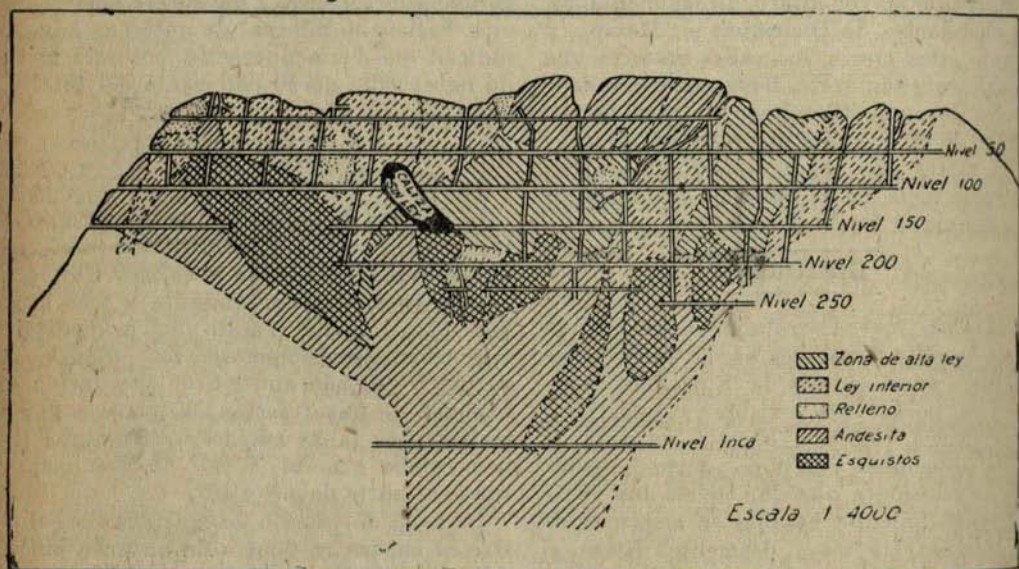 Nivel 50
Nivel 100
Nivel 150
Nivel 200
Nivel 250
Zona de alta ley
Ley interior
Relleno
Andesita
Esquistos
Nivel Inca
Escala 1 4000